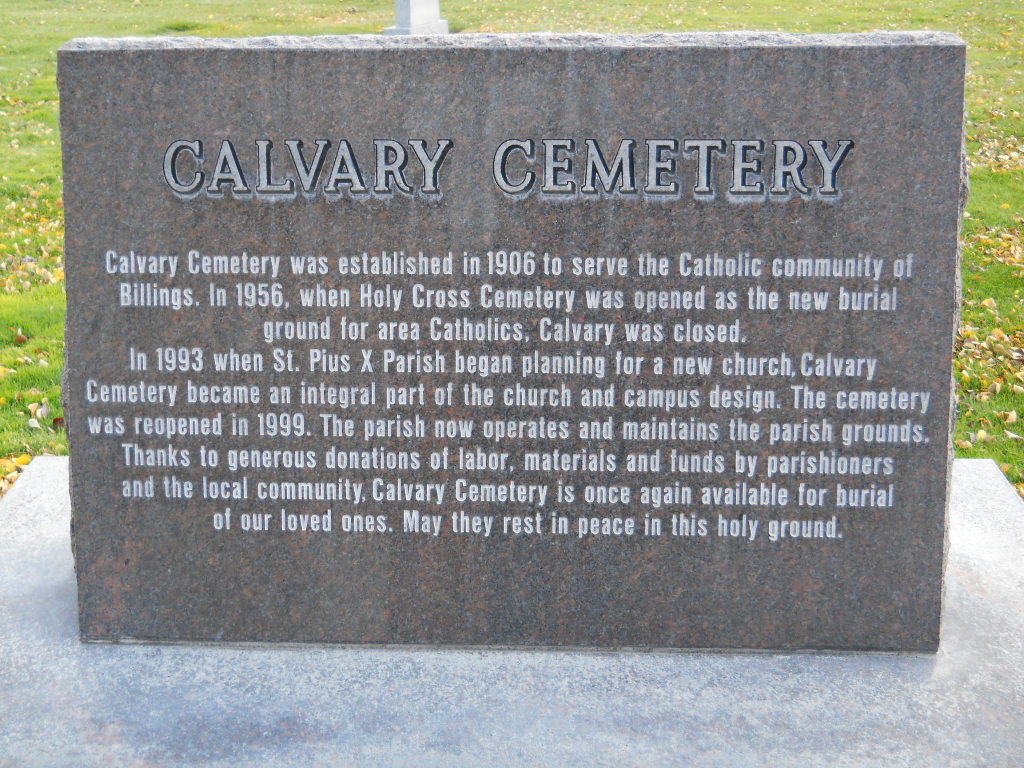 CALVARY CEMETERY
Calvary Cemetery was established in 1906 to serve the Catholic community of
Billings. In 1956, when Holy Cross Cemetery was opened as the new burial
ground for area Catholics, Calvary was closed.
In 1993 when St. Pius X Parish began planning for a new church, Calvary
Cemetery became an integral part of the church and campus design. The cemetery
was reopened in 1999. The parish now operates and maintains the parish grounds.
Thanks to generous donations of labor, materials and funds by parishioners
and the local community, Calvary Cemetery is once again available for burial
of our loved ones. May they rest in peace in this holy ground.